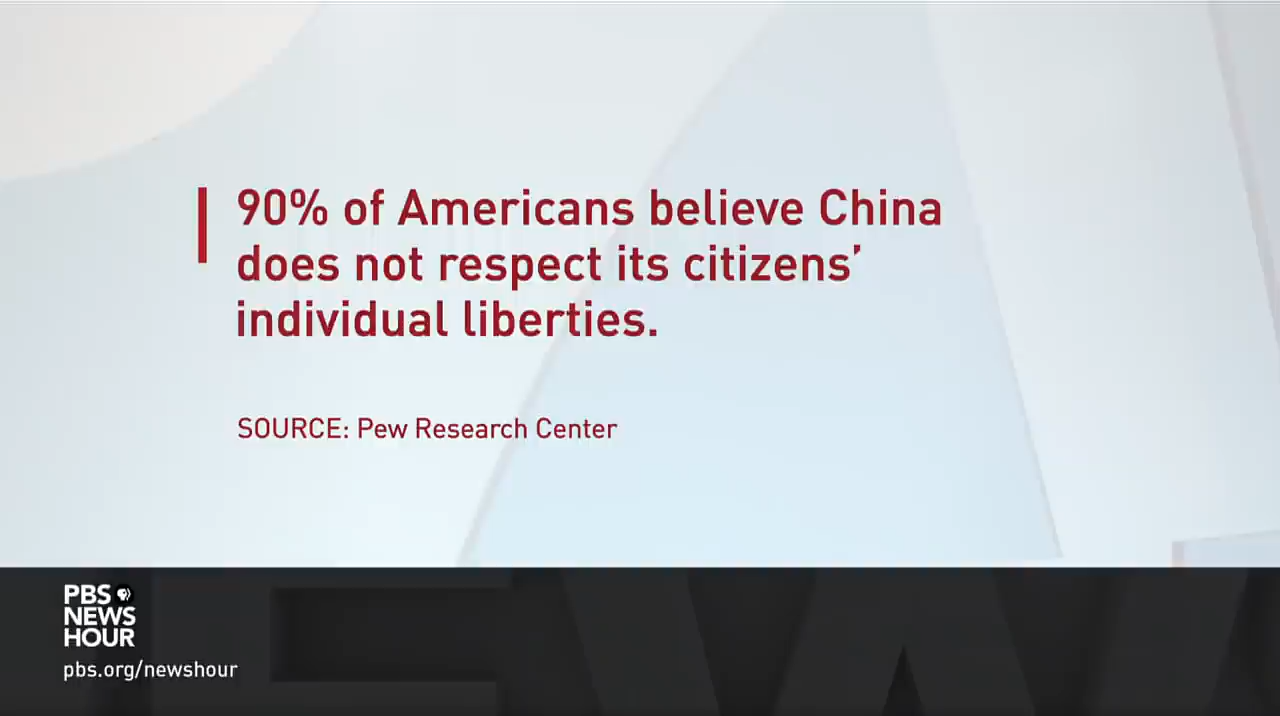 90% of Americans believe China
does not respect its citizens’
individual liberties.
SOURCE: Pew Research Center
PBS
NEWS
HOUR
pbs.org/newshour